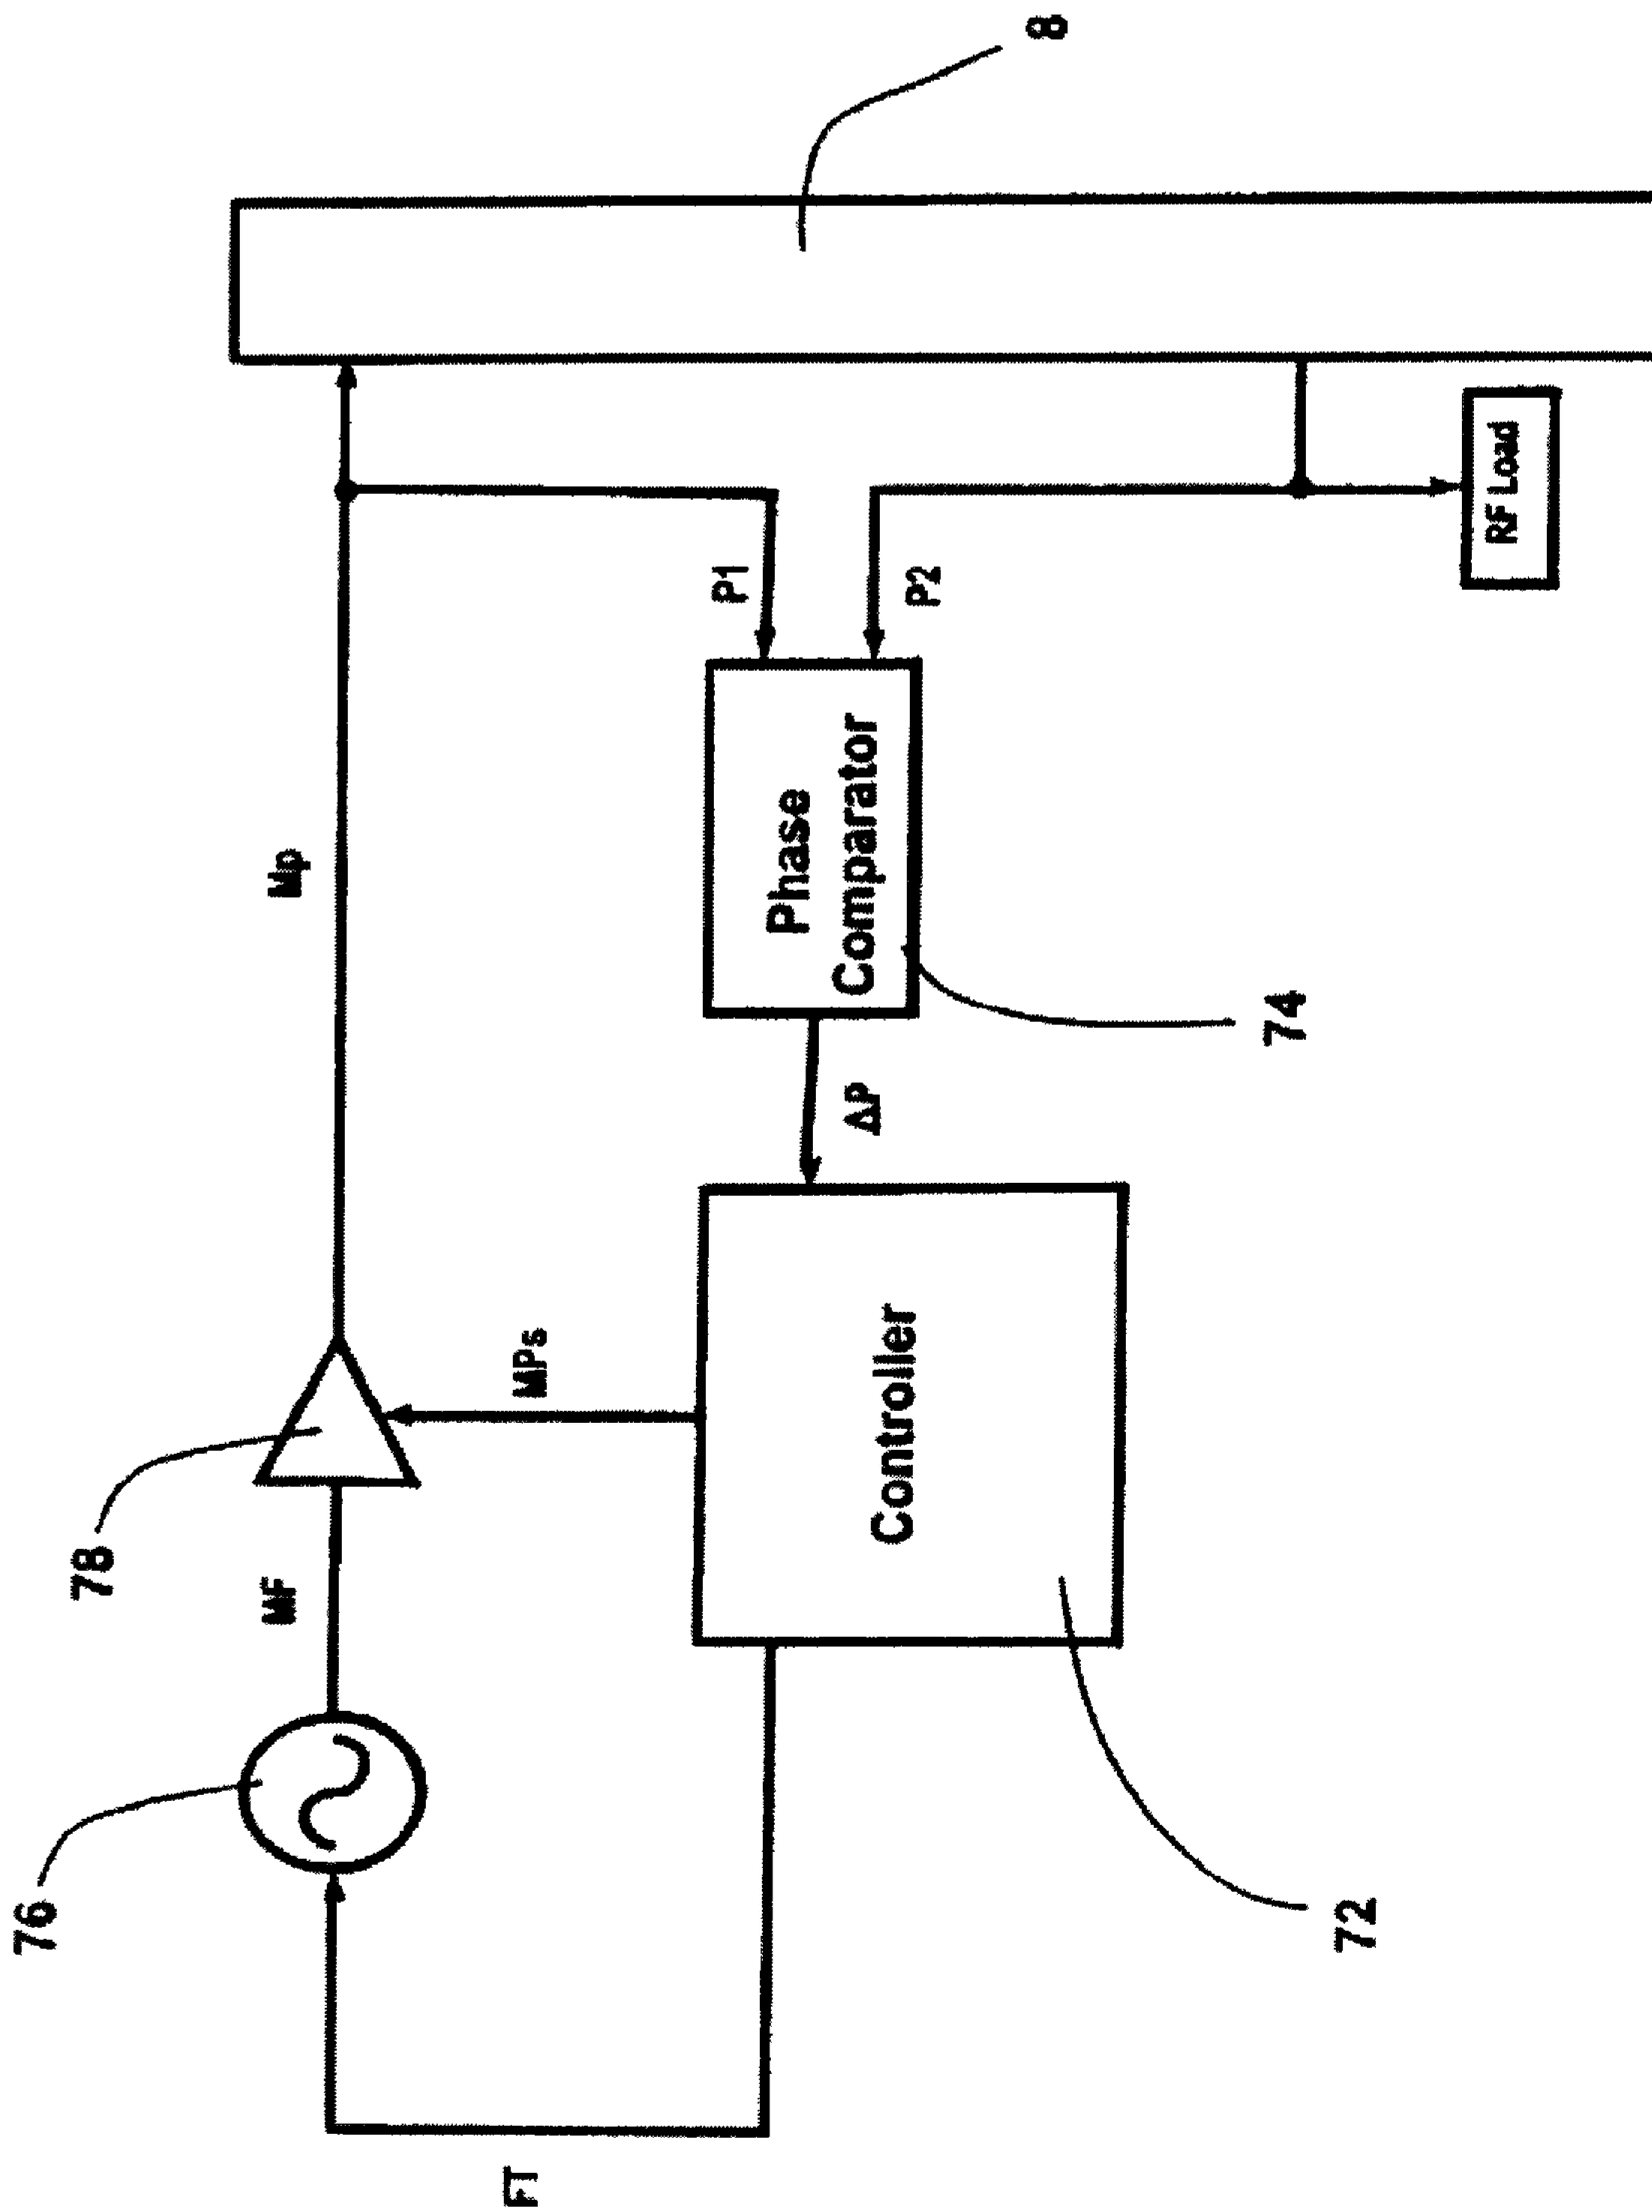 76
78
8
MF
Mp
FT
MPs
P1
P2
ΔP
Phase
Comparator
Controller
RF Load
72
74